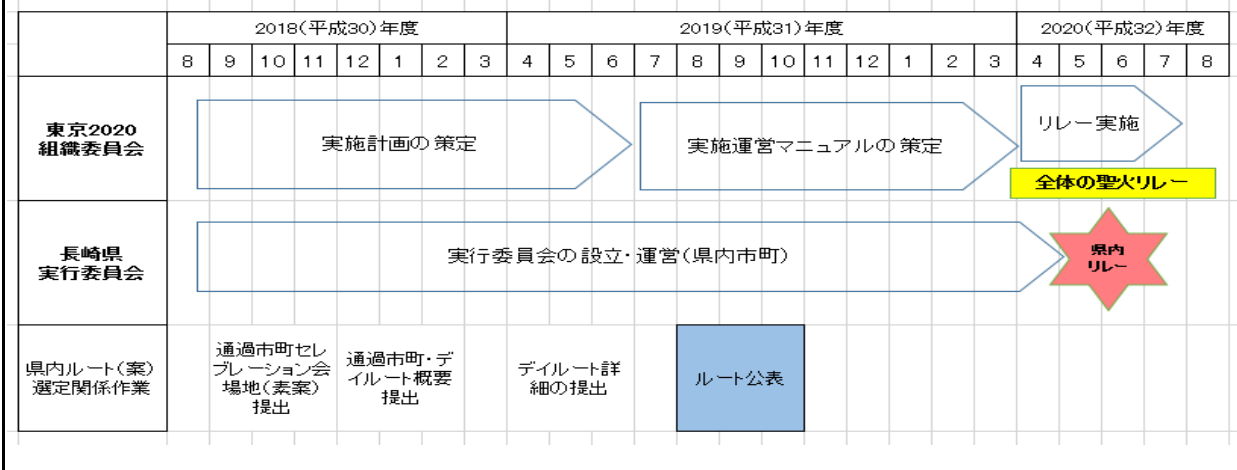 2018(平成30)年度 2019(平成31)年度 2020(平成32)年度
8 9 10 11 12 1 2 3 4 5 6 7 8 9 10 11 12 1 2 3 4 5 6 7 8
東京2020
組織委員会
実施計画の策定
実施運営マニュアルの策定
リレー実施
全体の聖火リレー
長崎県
実行委員会
実行委員会の設立・運営(県内市町)
県内
リレー
県内ルート(案)
選定関係作業
通過市町セレ
ブレーション会
場地(素案)
提出
通過市町・デ
イルート概要
提出
デイルート詳
細の提出
ルート公表